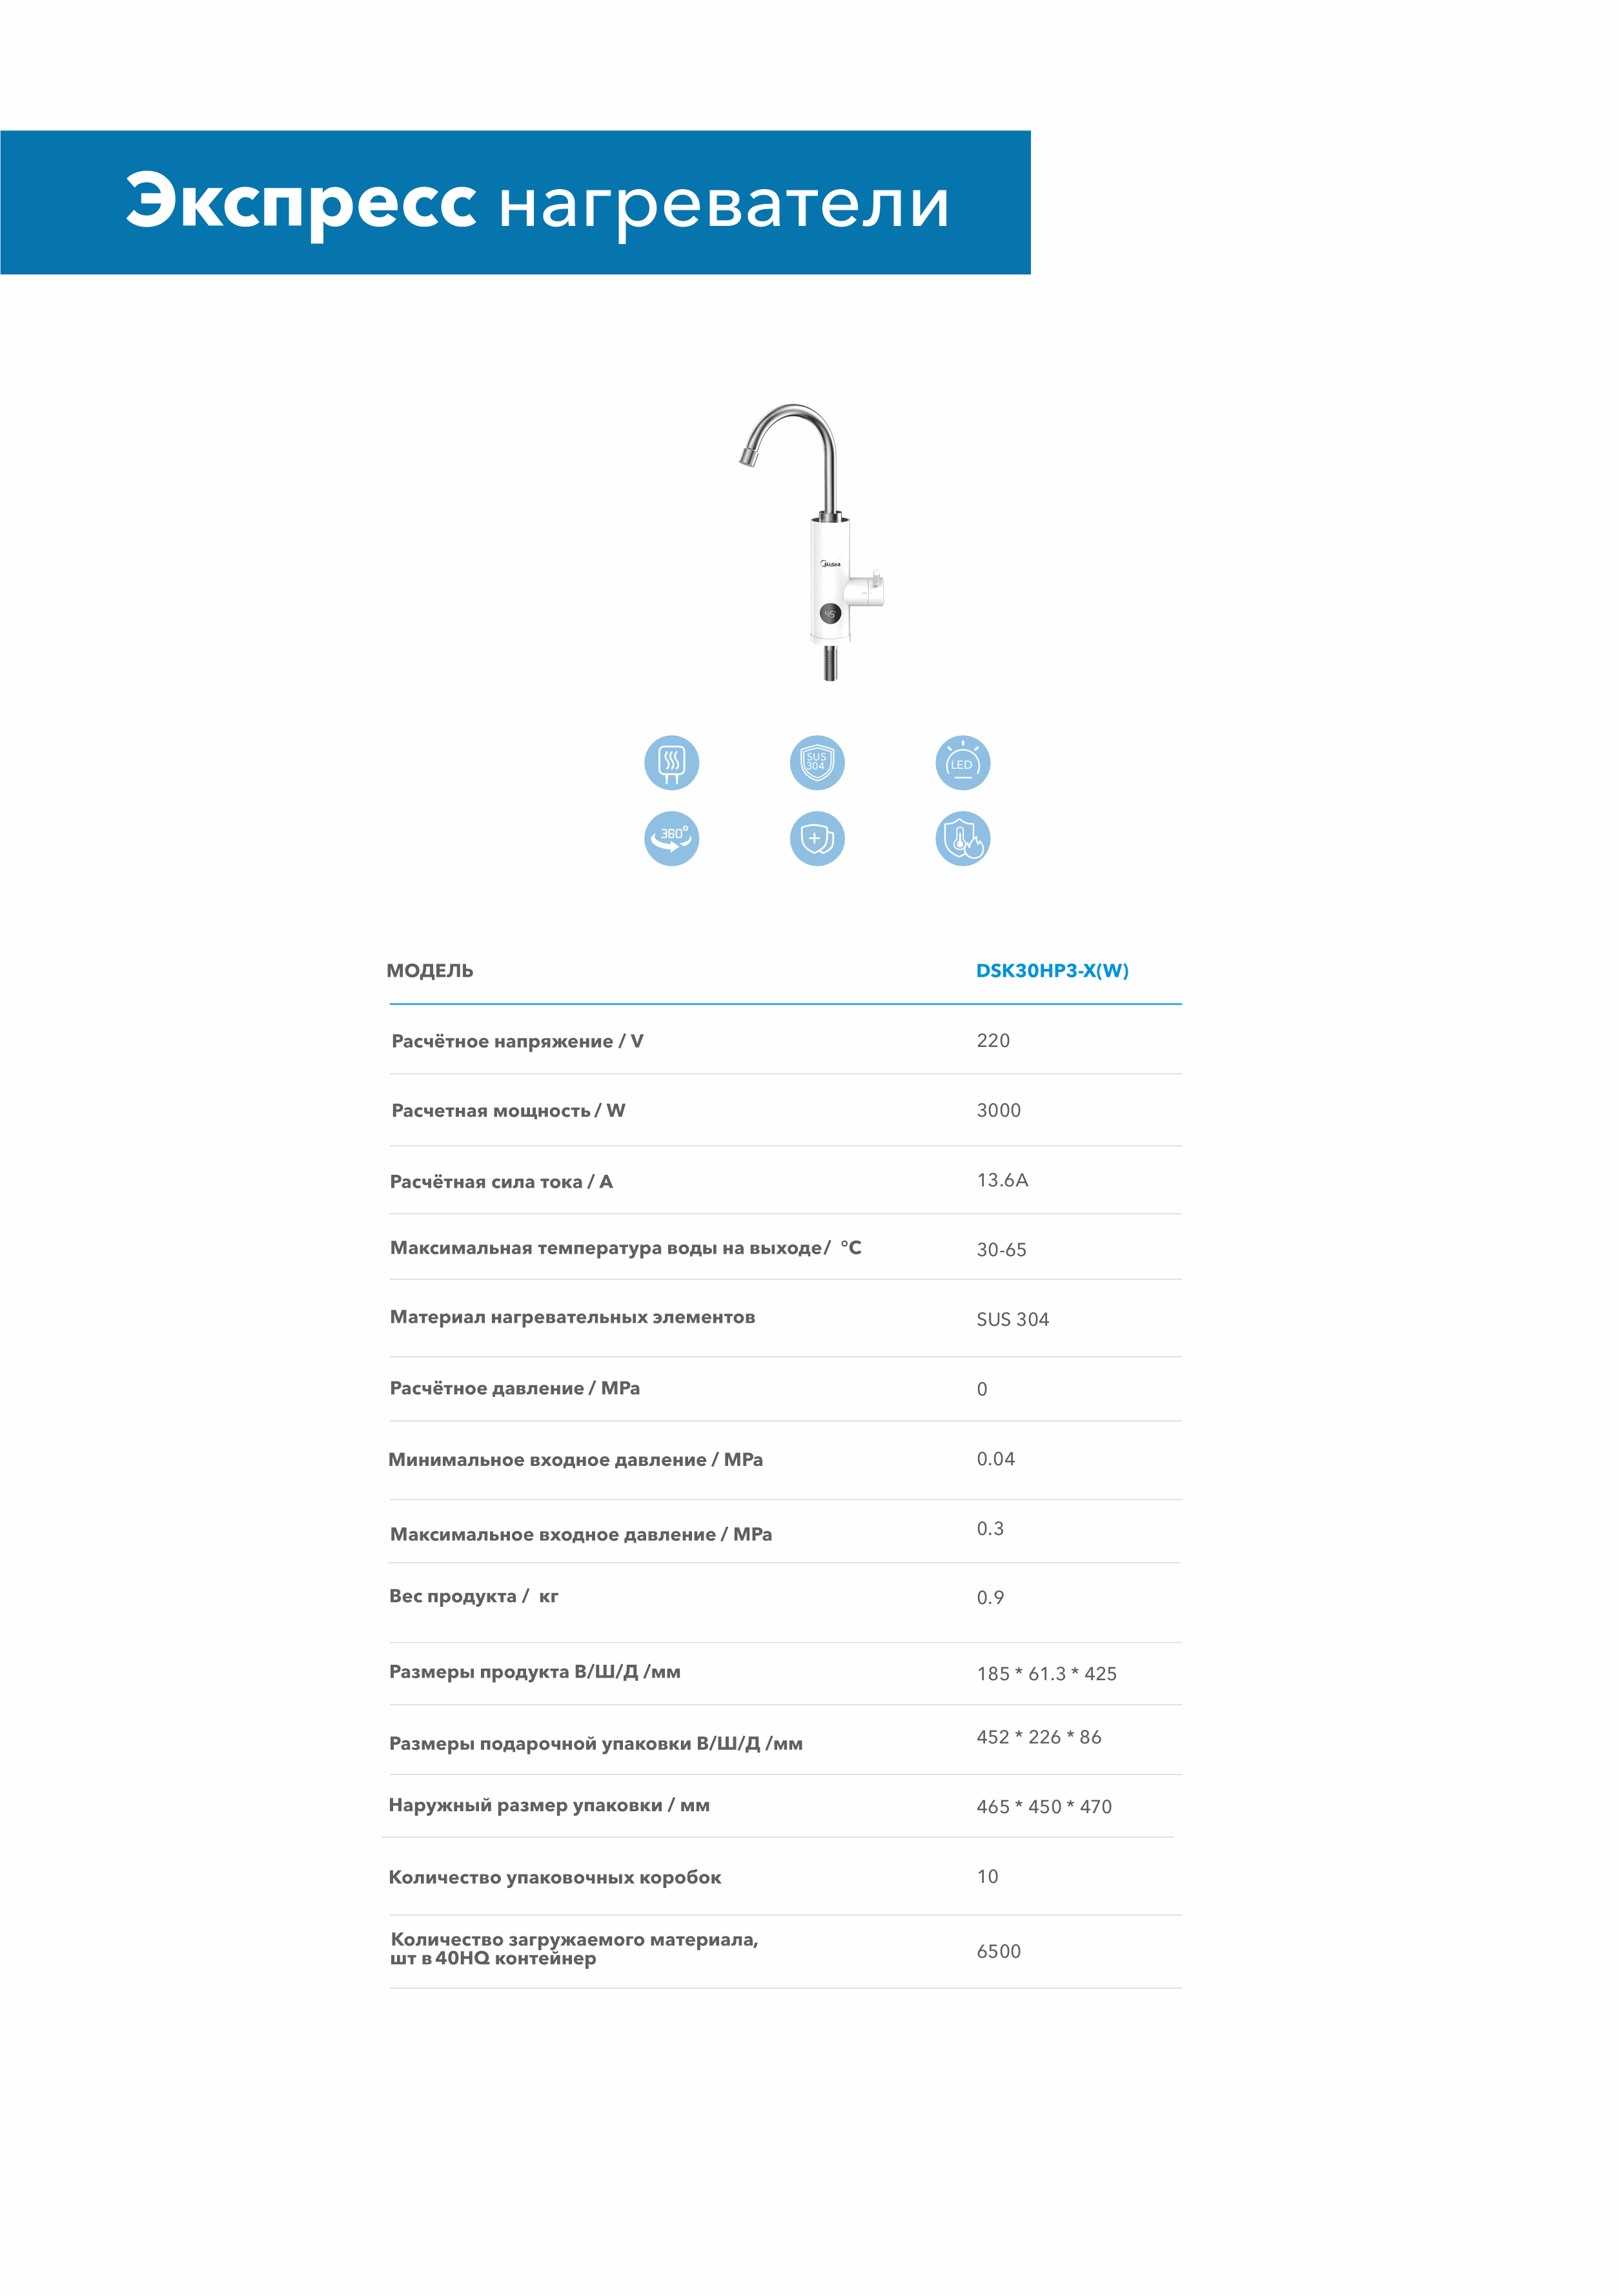 Экспресс нагреватели
Midea
45°
SUS
304
LED
360°
МОДЕЛЬ DSK30HP3-X(W)
Расчётное напряжение / V 220
Расчетная мощность / W 3000
Расчётная сила тока / A 13.6A
Максимальная температура воды на выходе/ °C 30-65
Материал нагревательных элементов SUS 304
Расчётное давление / MPa 0
Минимальное входное давление / MPa 0.04
Максимальное входное давление / MPa 0.3
Вес продукта / кг 0.9
Размеры продукта В/Ш/Д /мм 185 * 61.3 * 425
Размеры подарочной упаковки В/Ш/Д /мм 452 * 226 * 86
Наружный размер упаковки / мм 465 * 450 * 470
Количество упаковочных коробок 10
Количество загружаемого материала,
шт в 40HQ контейнер 6500